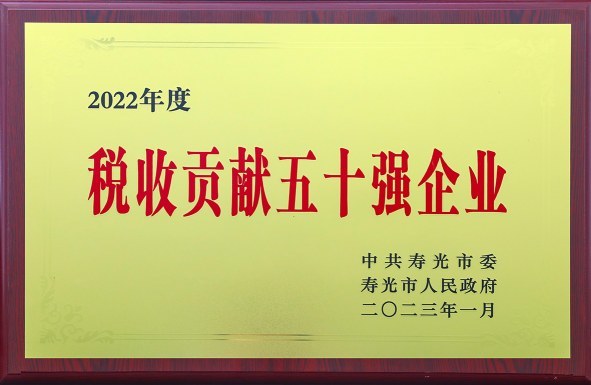 2022年度
税收贡献五十强企业
中共寿光市委
寿光市人民政府
二〇二三年一月